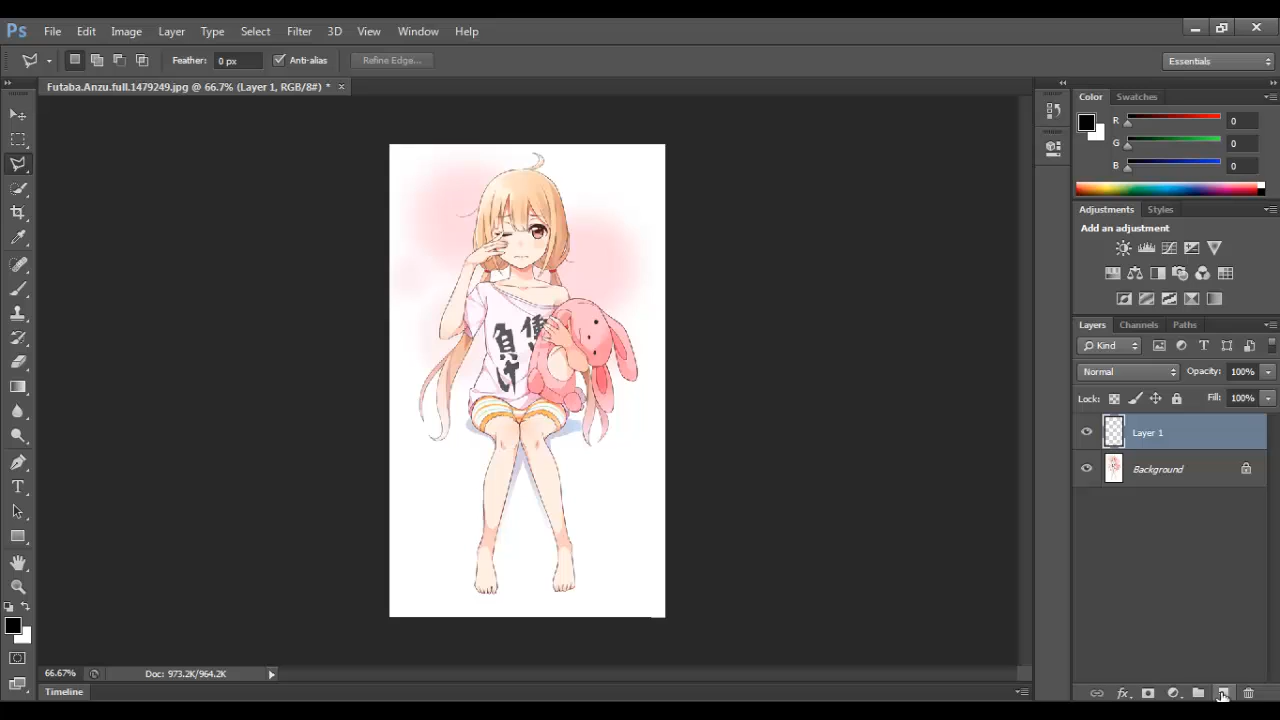 Ps File Edit Image Layer Type Select Filter 3D View Window Help
Feather: 0 px Anti-alias Refine Edge... Essentials
Futaba.Anzu.full.1479249.jpg @ 66.7% (Layer 1, RGB/8#) * ×
Color Swatches
R 0
G 0
B 0
Adjustments Styles
Add an adjustment
Layers Channels Paths
Kind
Normal Opacity: 100%
Lock: Fill: 100%
Layer 1
Background
働い
負け
66.67% Doc: 973.2K/964.2K
Timeline
fx